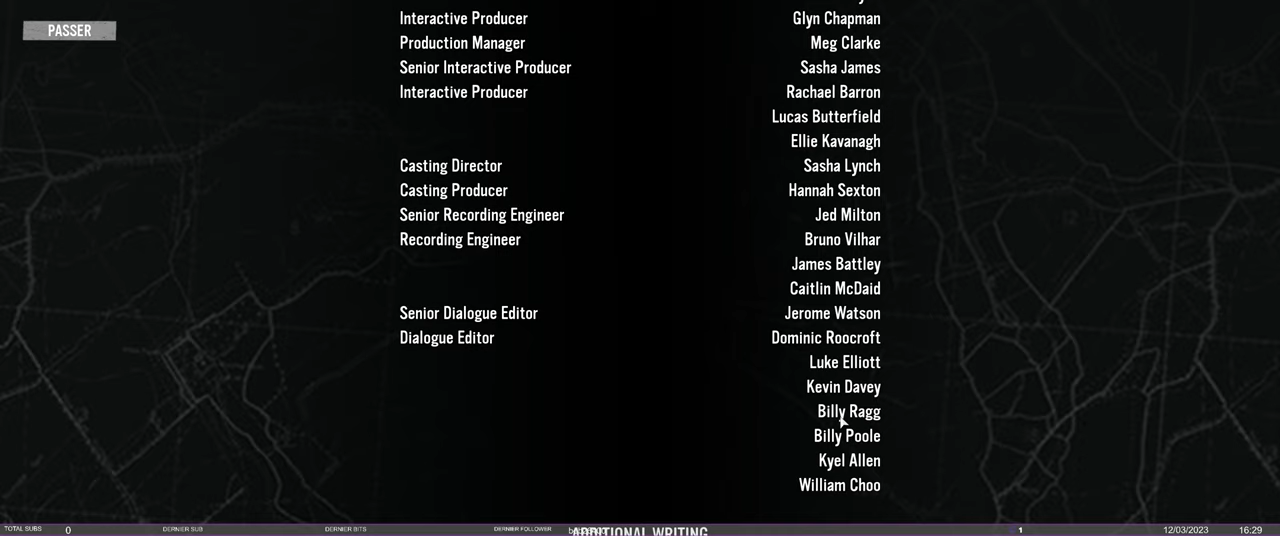 PASSER
Interactive Producer Glyn Chapman
Production Manager Meg Clarke
Senior Interactive Producer Sasha James
Interactive Producer Rachael Barron
Lucas Butterfield
Ellie Kavanagh
Casting Director Sasha Lynch
Casting Producer Hannah Sexton
Senior Recording Engineer Jed Milton
Recording Engineer Bruno Vilhar
James Battley
Caitlin McDaid
Senior Dialogue Editor Jerome Watson
Dialogue Editor Dominic Roocroft
Luke Elliott
Kevin Davey
Billy Ragg
Billy Poole
Kyel Allen
William Choo
ADDITIONAL WRITING
TOTAL SUBS 0 DERNIER SUB DERNIER BITS DERNIER FOLLOWER 1 12/03/2023 16:29